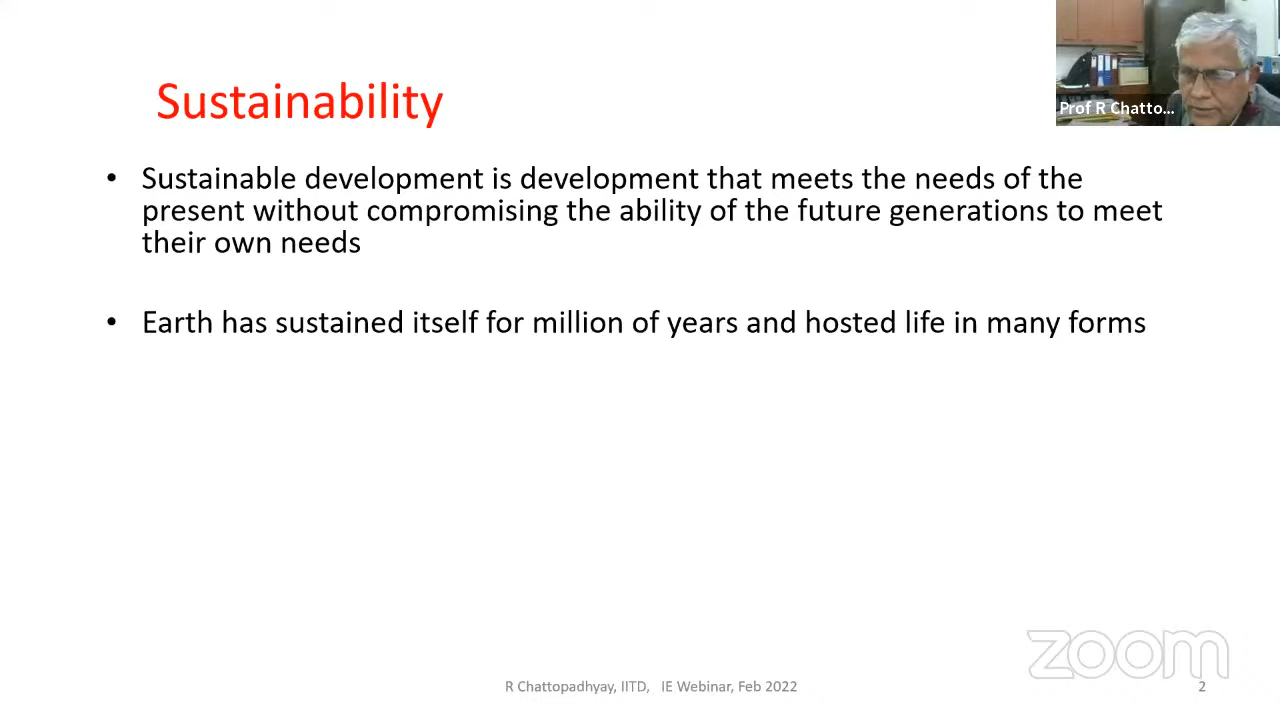 Sustainability
Prof R Chatto...
• Sustainable development is development that meets the needs of the
present without compromising the ability of the future generations to meet
their own needs
• Earth has sustained itself for million of years and hosted life in many forms
zoom
R Chattopadhyay, IITD, IE Webinar, Feb 2022
2